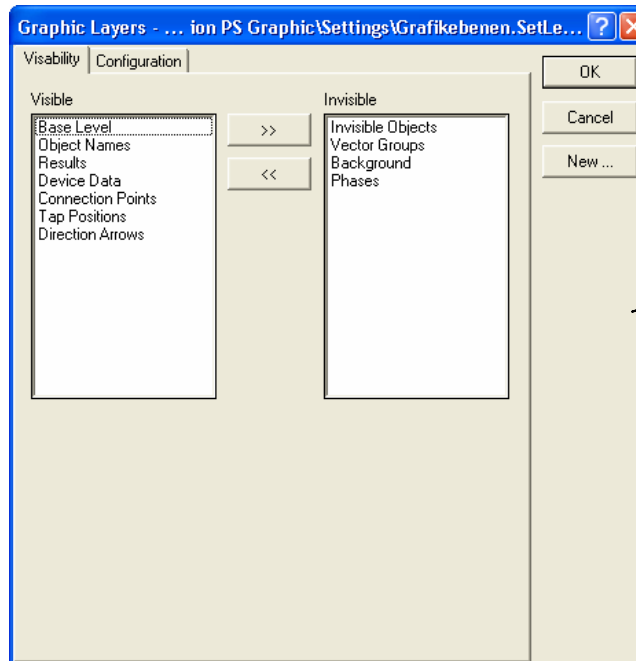 Graphic Layers - ... ion PS Graphic\Settings\Grafikebenen.SetLe... ?
Visability Configuration
OK
Cancel
New ...
Visible
Base Level
Object Names
Results
Device Data
Connection Points
Tap Positions
Direction Arrows
>>
<<
Invisible
Invisible Objects
Vector Groups
Background
Phases